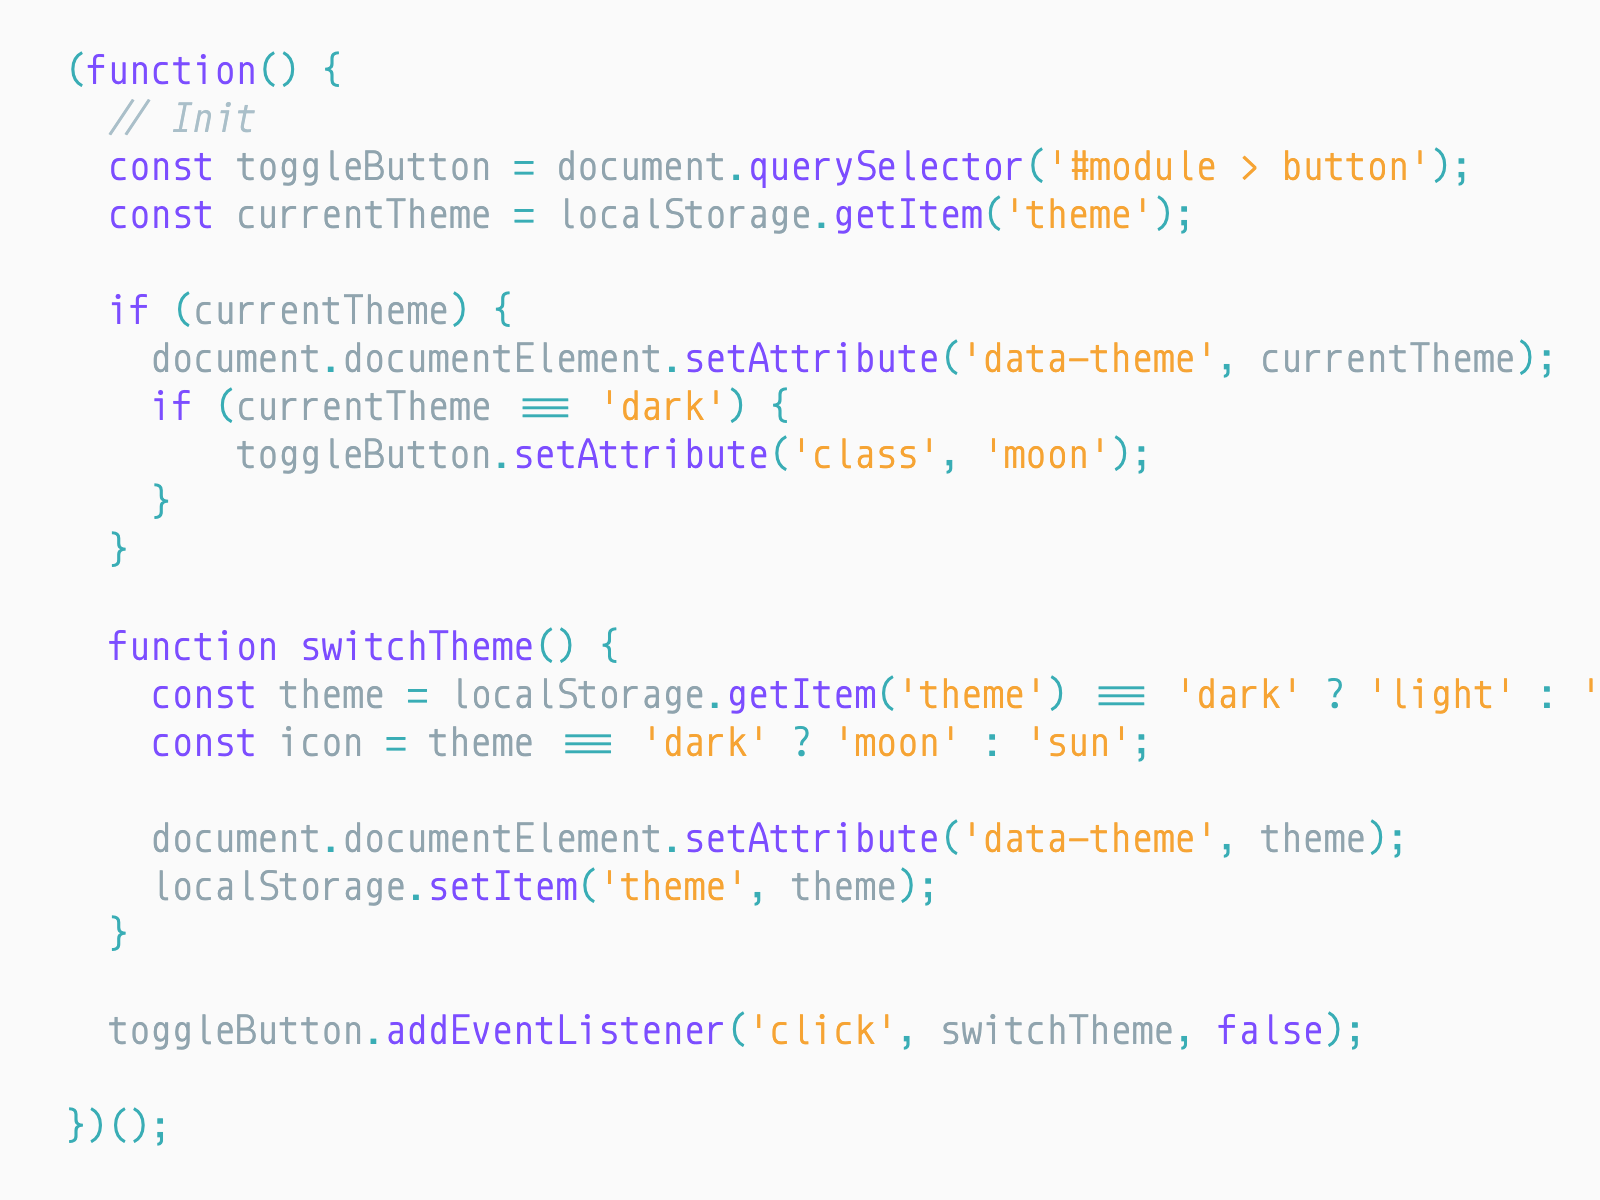 (function() {
  // Init
  const toggleButton = document.querySelector('#module > button');
  const currentTheme = localStorage.getItem('theme');

  if (currentTheme) {
    document.documentElement.setAttribute('data-theme', currentTheme);
    if (currentTheme === 'dark') {
        toggleButton.setAttribute('class', 'moon');
    }
  }

  function switchTheme() {
    const theme = localStorage.getItem('theme') === 'dark' ? 'light' : '
    const icon = theme === 'dark' ? 'moon' : 'sun';

    document.documentElement.setAttribute('data-theme', theme);
    localStorage.setItem('theme', theme);
  }

  toggleButton.addEventListener('click', switchTheme, false);

})();